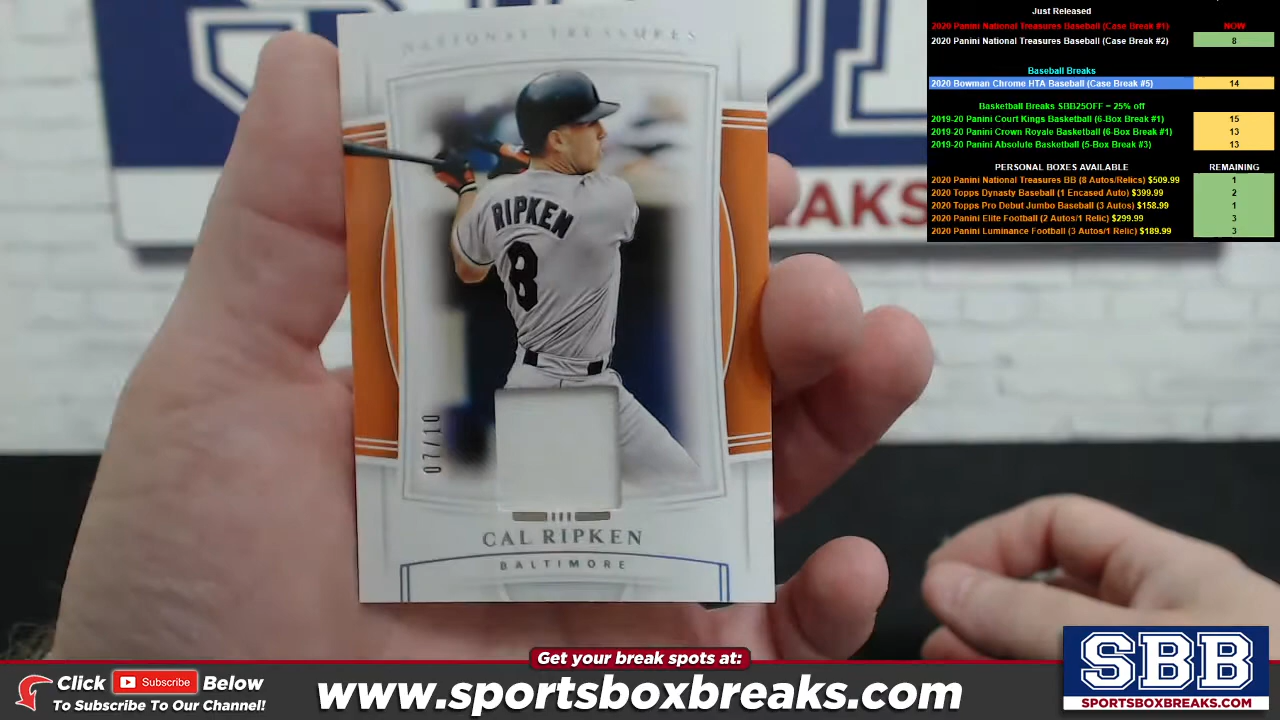 NATIONAL TREASURES
RIPKEN
8
07/10
CAL RIPKEN
BALTIMORE
AKS
Just Released
2020 Panini National Treasures Baseball (Case Break #1) NOW
2020 Panini National Treasures Baseball (Case Break #2) 8
Baseball Breaks
2020 Bowman Chrome HTA Baseball (Case Break #5) 14
Basketball Breaks SBB25OFF = 25% off
2019-20 Panini Court Kings Basketball (6-Box Break #1) 15
2019-20 Panini Crown Royale Basketball (6-Box Break #1) 13
2019-20 Panini Absolute Basketball (5-Box Break #3) 13
PERSONAL BOXES AVAILABLE REMAINING
2020 Panini National Treasures BB (8 Autos/Relics) $509.99 1
2020 Topps Dynasty Baseball (1 Encased Auto) $399.99 2
2020 Topps Pro Debut Jumbo Baseball (3 Autos) $158.99 1
2020 Panini Elite Football (2 Autos/1 Relic) $299.99 3
2020 Panini Luminance Football (3 Autos/1 Relic) $189.99 3
Get your break spots at:
www.sportsboxbreaks.com
Click Subscribe Below
To Subscribe To Our Channel!
SBB
SPORTSBOXBREAKS.COM